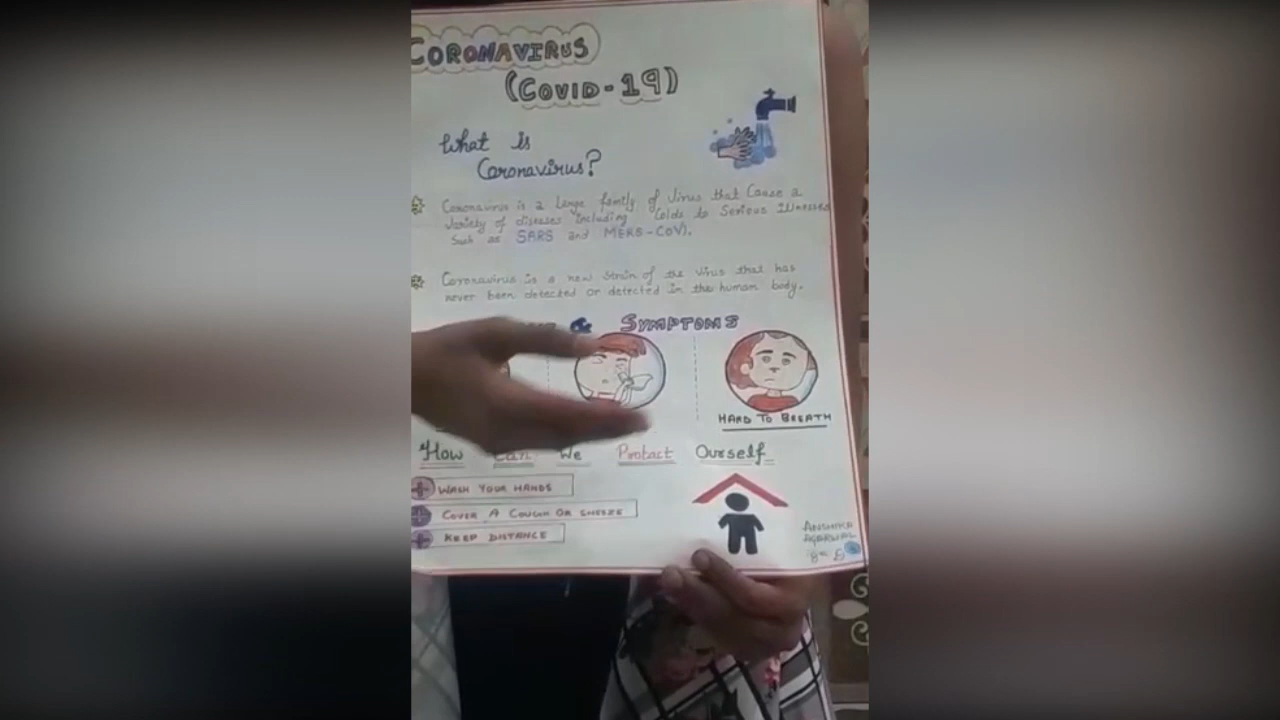 CORONAVIRUS
(COVID-19)
What is
Coronavirus?
Coronavirus is a large family of Virus that Cause a
Variety of diseases including Colds to Serious illnesses
Such as SARS and MERS-COV).
Coronavirus is a new strain of the virus that has
never been detected or detected in the human body.
& SYMPTOMS
HARD TO BREATH
How Can We Protact Ourself
WASH YOUR HANDS
COVER A COUGH OR SNEEZE
KEEP DISTANCE
ANSHIKA
AGARWAL
8th